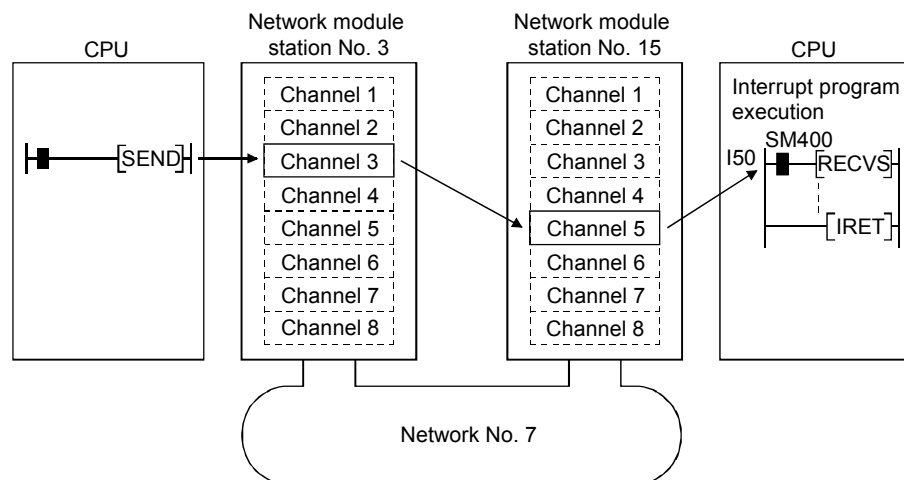 CPU
SEND
Network module
station No. 3
Channel 1
Channel 2
Channel 3
Channel 4
Channel 5
Channel 6
Channel 7
Channel 8
Network module
station No. 15
Channel 1
Channel 2
Channel 3
Channel 4
Channel 5
Channel 6
Channel 7
Channel 8
CPU
Interrupt program
execution
SM400
I50
RECVS
IRET
Network No. 7